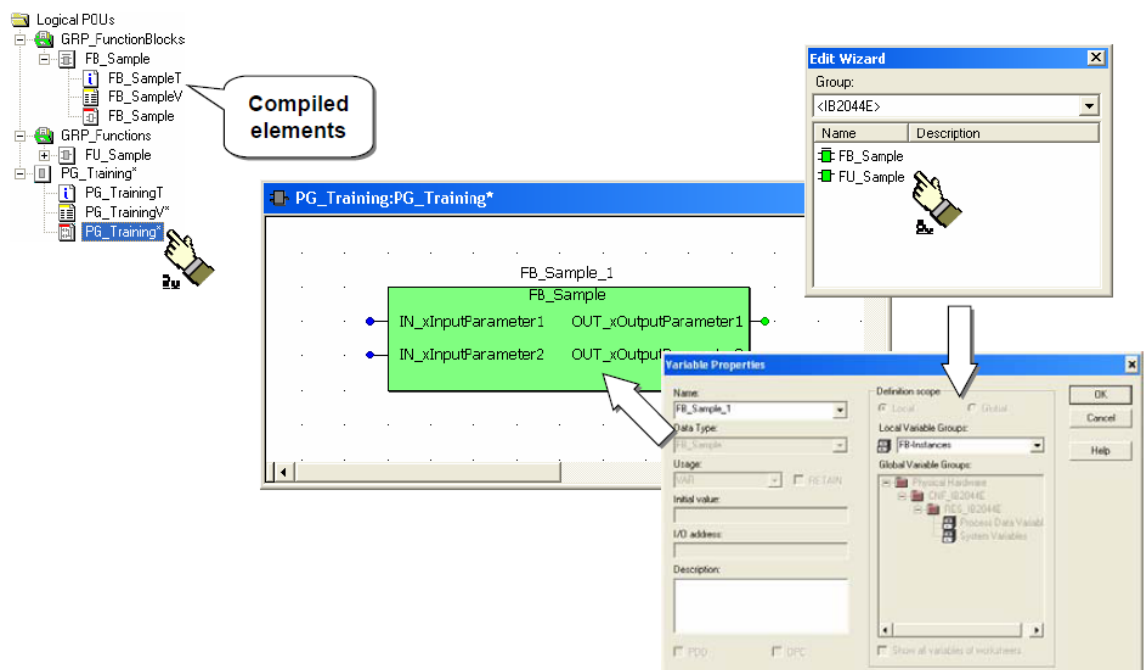 Logical POUs
GRP_FunctionBlocks
FB_Sample
FB_SampleT
FB_SampleV
FB_Sample
GRP_Functions
FU_Sample
PG_Training*
PG_TrainingT
PG_TrainingV*
PG_Training*
Compiled
elements
Edit Wizard
Group:
<IB2044E>
Name Description
FB_Sample
FU_Sample
PG_Training:PG_Training*
FB_Sample_1
FB_Sample
IN_xInputParameter1 OUT_xOutputParameter1
IN_xInputParameter2
Variable Properties
Name:
FB_Sample_1
Data Type:
FB_Sample
Usage:
VAR RETAIN
Initial value:
I/O address:
Description:
PDD OPC
Definition scope
Local Global
Local Variable Groups:
FB-Instances
Global Variable Groups:
Physical Hardware
CNF_IB2044E
RES_IB2044E
Process Data Variabl
System Variables
Show all variables of worksheets
OK
Cancel
Help